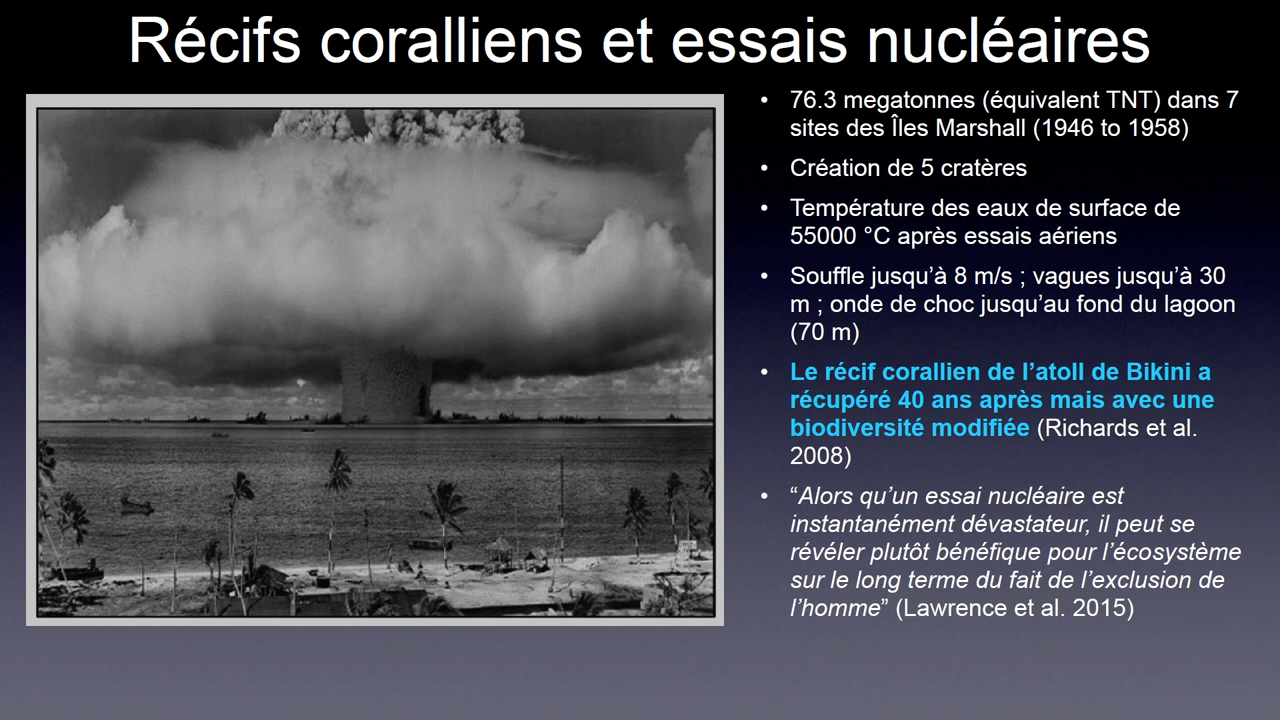 Récifs coralliens et essais nucléaires
• 76.3 megatonnes (équivalent TNT) dans 7
sites des Îles Marshall (1946 to 1958)
• Création de 5 cratères
• Température des eaux de surface de
55000 °C après essais aériens
• Souffle jusqu’à 8 m/s ; vagues jusqu’à 30
m ; onde de choc jusqu’au fond du lagoon
(70 m)
• Le récif corallien de l’atoll de Bikini a
récupéré 40 ans après mais avec une
biodiversité modifiée (Richards et al.
2008)
• “Alors qu’un essai nucléaire est
instantanément dévastateur, il peut se
révéler plutôt bénéfique pour l’écosystème
sur le long terme du fait de l’exclusion de
l’homme” (Lawrence et al. 2015)